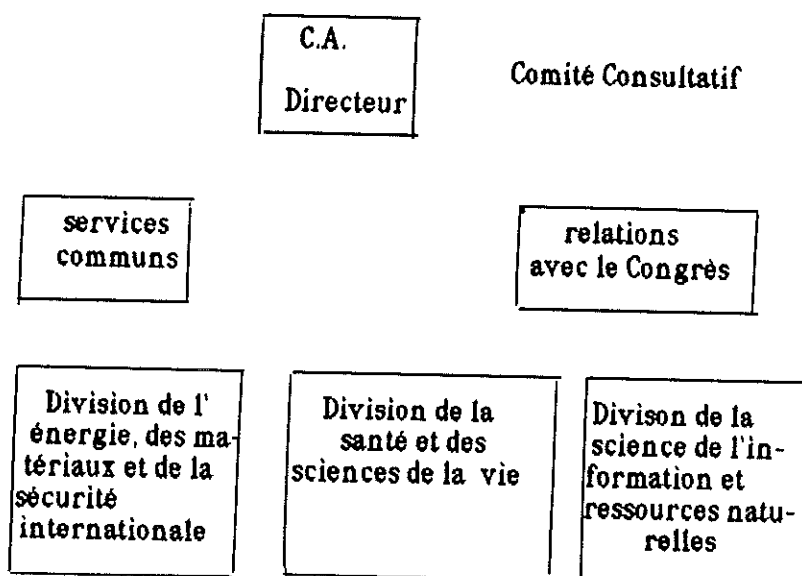 C.A.
Directeur
Comité Consultatif
services
communs
relations
avec le Congrès
Division de l'
énergie, des ma-
tériaux et de la
sécurité
internationale
Division de la
santé et des
sciences de la vie
Divison de la
science de l'in-
formation et
ressources natu-
relles